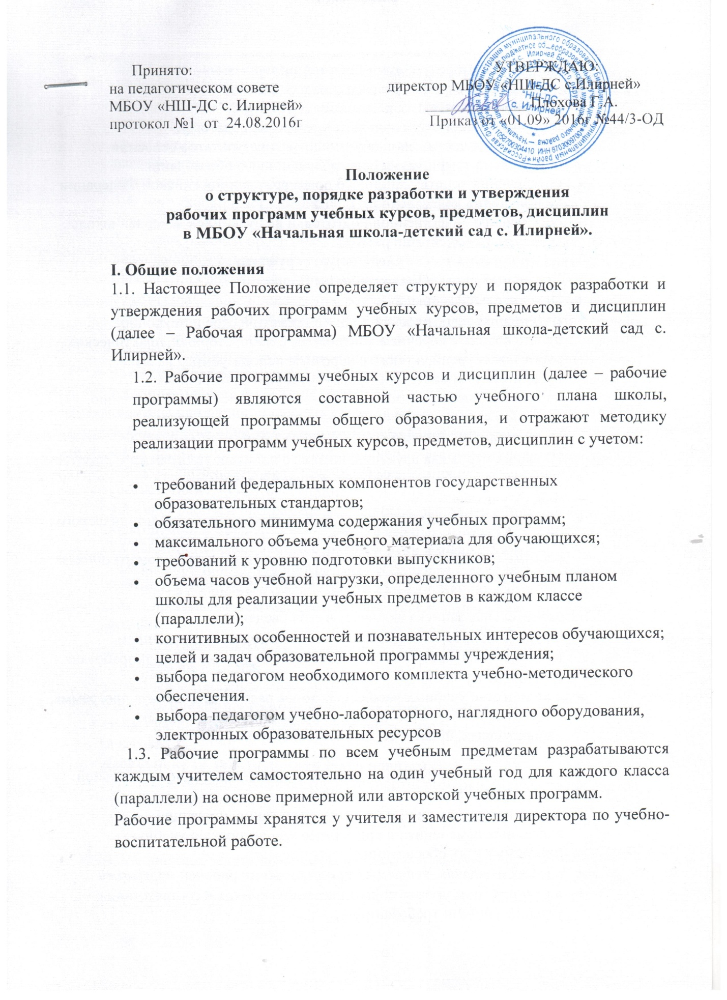 Принято:
на педагогическом совете
МБОУ «НШ-ДС с. Илирней»
протокол №1 от 24.08.2016г
УТВЕРЖДАЮ:
директор МБОУ «НШ-ДС с.Илирней»
Плохова Г.А.
Приказ от «01.09» 2016г №44/3-ОД
МБОУ
"НШ-ДС
с. Илирней"
ИНН 8703009700
Положение
о структуре, порядке разработки и утверждения
рабочих программ учебных курсов, предметов, дисциплин
в МБОУ «Начальная школа-детский сад с. Илирней».
I. Общие положения
1.1. Настоящее Положение определяет структуру и порядок разработки и
утверждения рабочих программ учебных курсов, предметов и дисциплин
(далее – Рабочая программа) МБОУ «Начальная школа-детский сад с.
Илирней».
1.2. Рабочие программы учебных курсов и дисциплин (далее – рабочие
программы) являются составной частью учебного плана школы,
реализующей программы общего образования, и отражают методику
реализации программ учебных курсов, предметов, дисциплин с учетом:
• требований федеральных компонентов государственных
образовательных стандартов;
• обязательного минимума содержания учебных программ;
• максимального объема учебного материала для обучающихся;
• требований к уровню подготовки выпускников;
• объема часов учебной нагрузки, определенного учебным планом
школы для реализации учебных предметов в каждом классе
(параллели);
• когнитивных особенностей и познавательных интересов обучающихся;
• целей и задач образовательной программы учреждения;
• выбора педагогом необходимого комплекта учебно-методического
обеспечения.
• выбора педагогом учебно-лабораторного, наглядного оборудования,
электронных образовательных ресурсов
1.3. Рабочие программы по всем учебным предметам разрабатываются
каждым учителем самостоятельно на один учебный год для каждого класса
(параллели) на основе примерной или авторской учебных программ.
Рабочие программы хранятся у учителя и заместителя директора по учебно-
воспитательной работе.